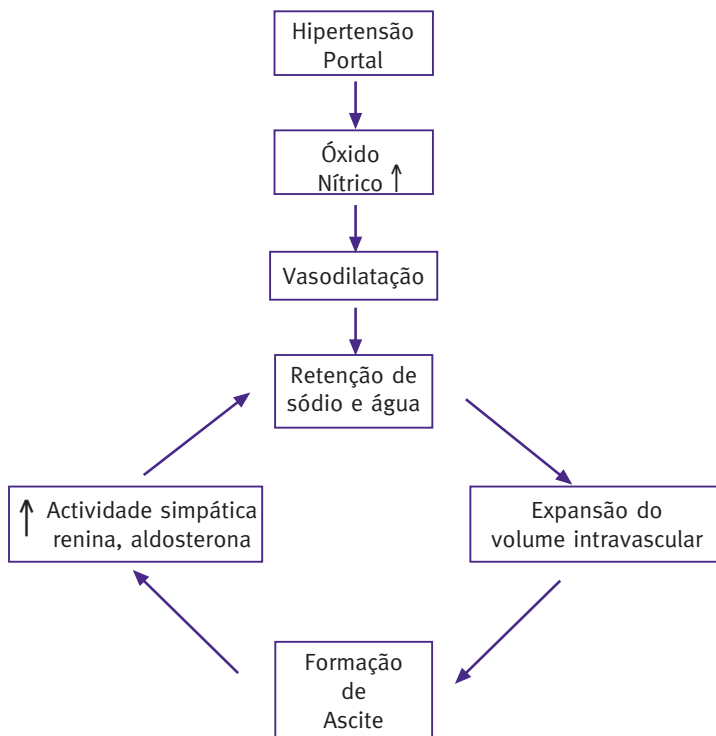 Hipertensão
Portal
Óxido
Nítrico ↑
Vasodilatação
Retenção de
sódio e água
↑ Actividade simpática
renina, aldosterona
Expansão do
volume intravascular
Formação
de
Ascite